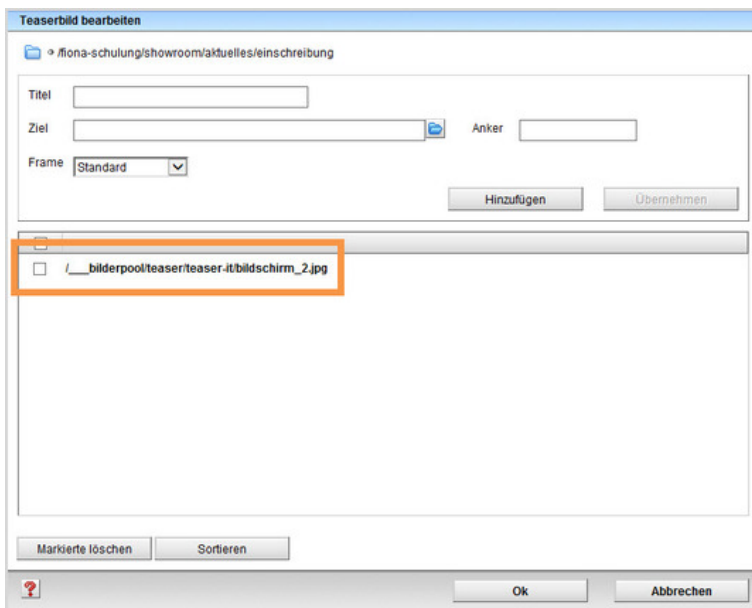 Teaserbild bearbeiten
/fiona-schulung/showroom/aktuelles/einschreibung
Titel
Ziel Anker
Frame Standard
Hinzufügen Übernehmen
/___bilderpool/teaser/teaser-it/bildschirm_2.jpg
Markierte löschen Sortieren
? Ok Abbrechen